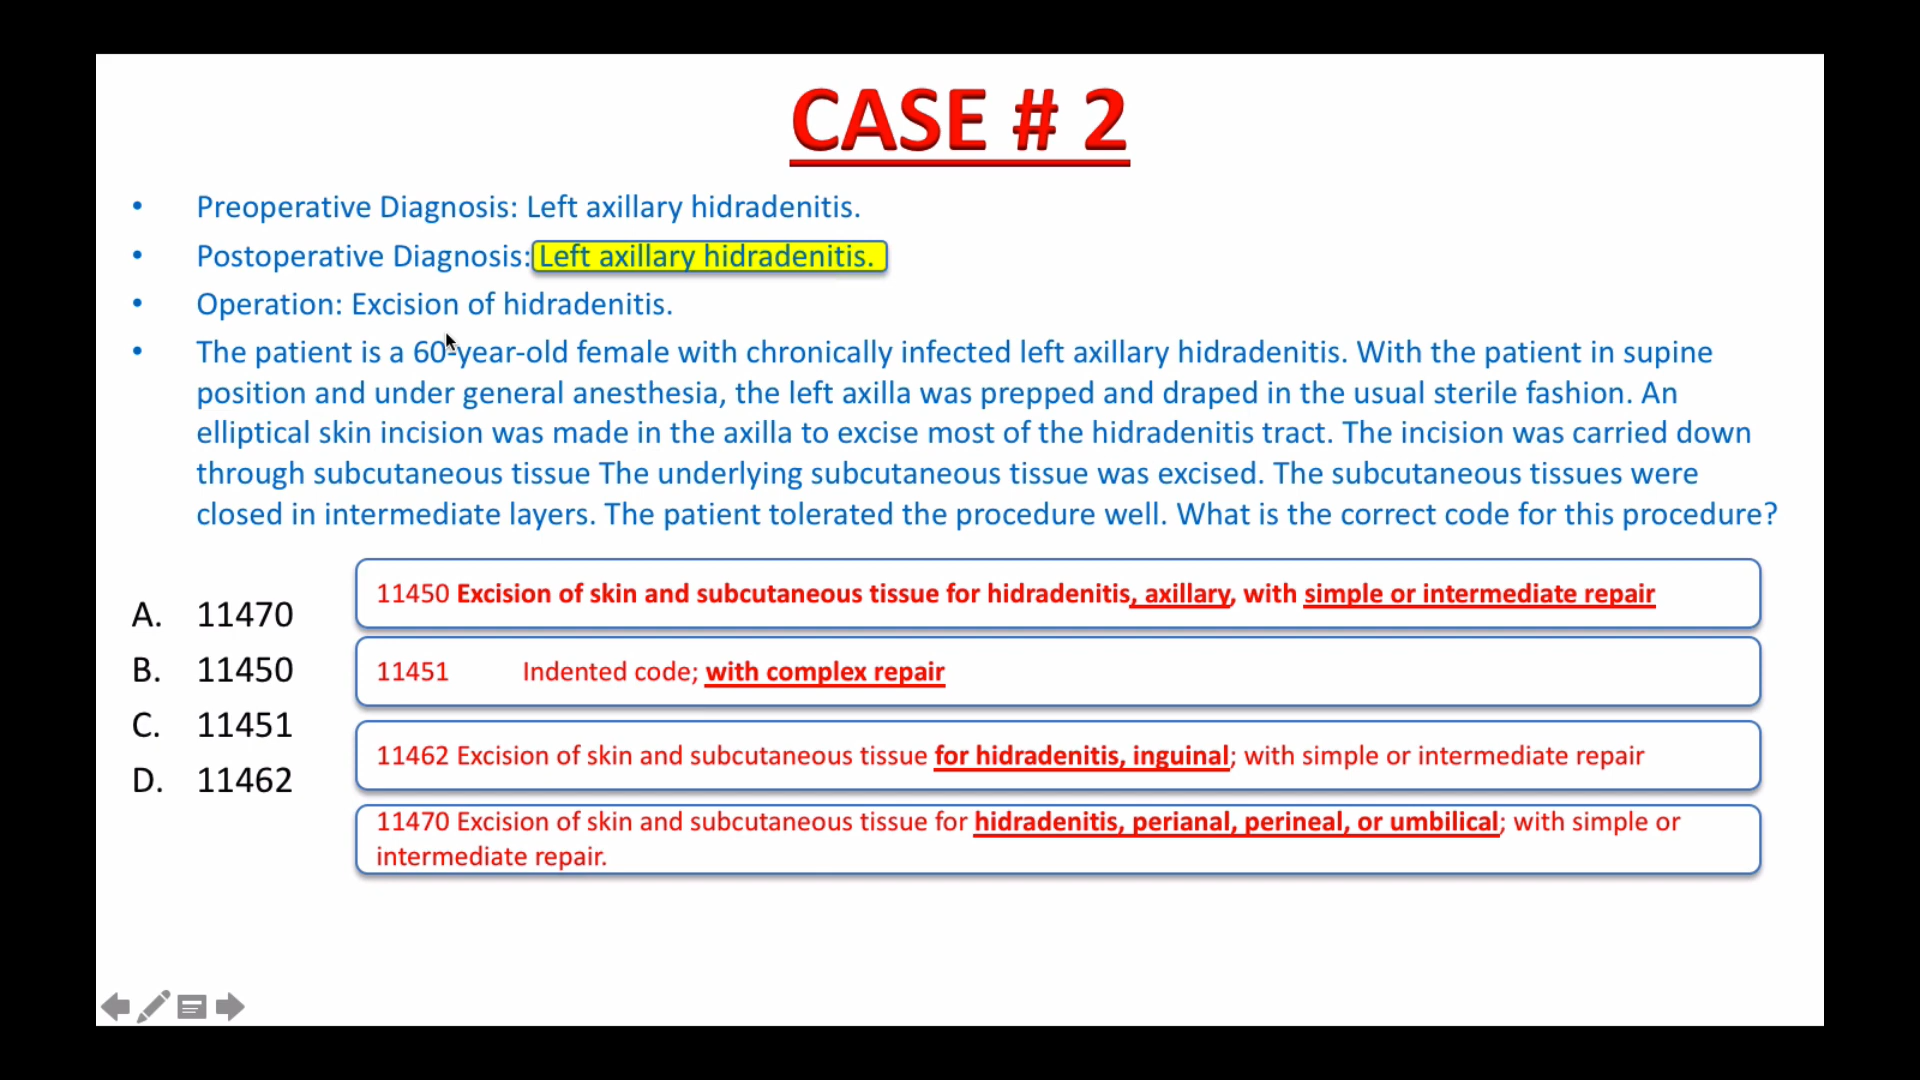 CASE # 2
• Preoperative Diagnosis: Left axillary hidradenitis.
• Postoperative Diagnosis: Left axillary hidradenitis.
• Operation: Excision of hidradenitis.
• The patient is a 60-year-old female with chronically infected left axillary hidradenitis. With the patient in supine
position and under general anesthesia, the left axilla was prepped and draped in the usual sterile fashion. An
elliptical skin incision was made in the axilla to excise most of the hidradenitis tract. The incision was carried down
through subcutaneous tissue The underlying subcutaneous tissue was excised. The subcutaneous tissues were
closed in intermediate layers. The patient tolerated the procedure well. What is the correct code for this procedure?
A. 11470
B. 11450
C. 11451
D. 11462
11450 Excision of skin and subcutaneous tissue for hidradenitis, axillary, with simple or intermediate repair
11451 Indented code; with complex repair
11462 Excision of skin and subcutaneous tissue for hidradenitis, inguinal; with simple or intermediate repair
11470 Excision of skin and subcutaneous tissue for hidradenitis, perianal, perineal, or umbilical; with simple or
intermediate repair.